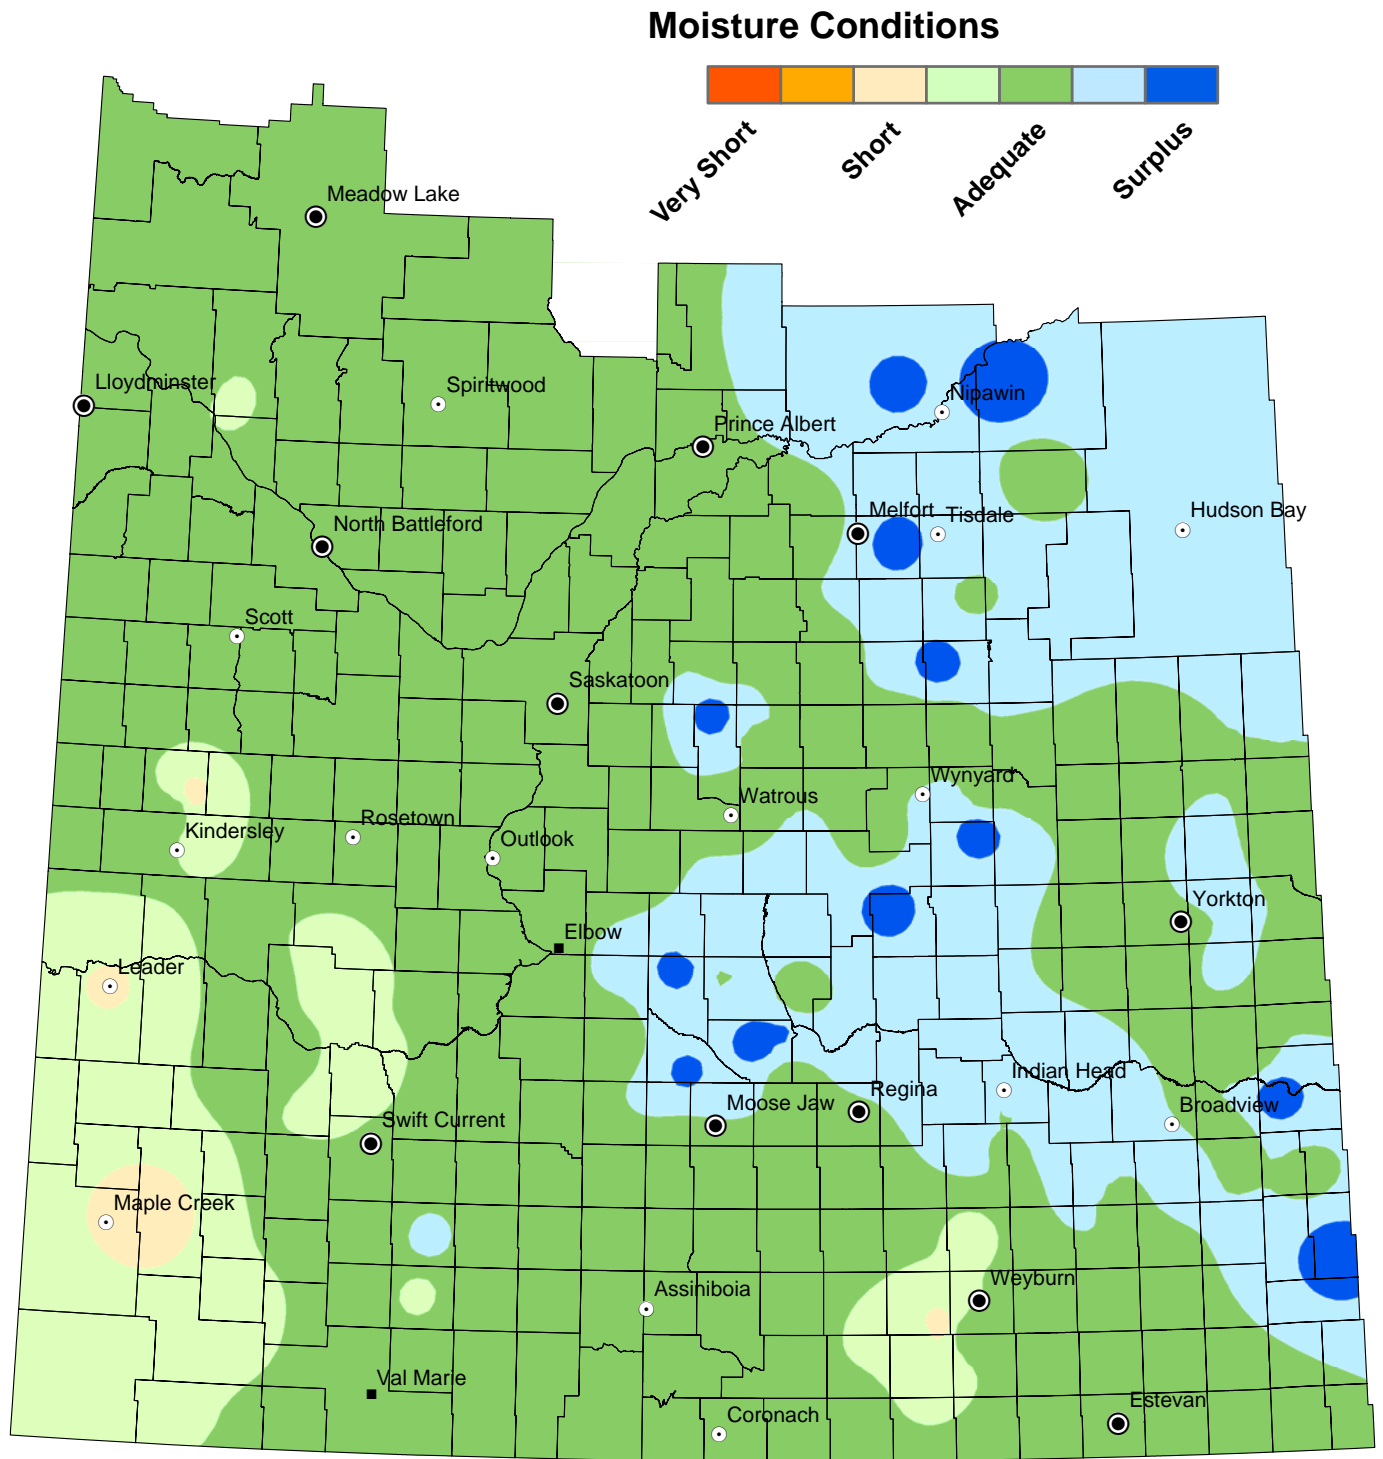 Moisture Conditions
Very Short
Short
Adequate
Surplus
Meadow Lake
Lloydminster
Spiritwood
Nipawin
Prince Albert
North Battleford
Melfort
Tisdale
Hudson Bay
Scott
Saskatoon
Wynyard
Watrous
Kindersley
Rosetown
Outlook
Yorkton
Elbow
Leader
Indian Head
Regina
Moose Jaw
Broadview
Swift Current
Maple Creek
Weyburn
Assiniboia
Val Marie
Coronach
Estevan